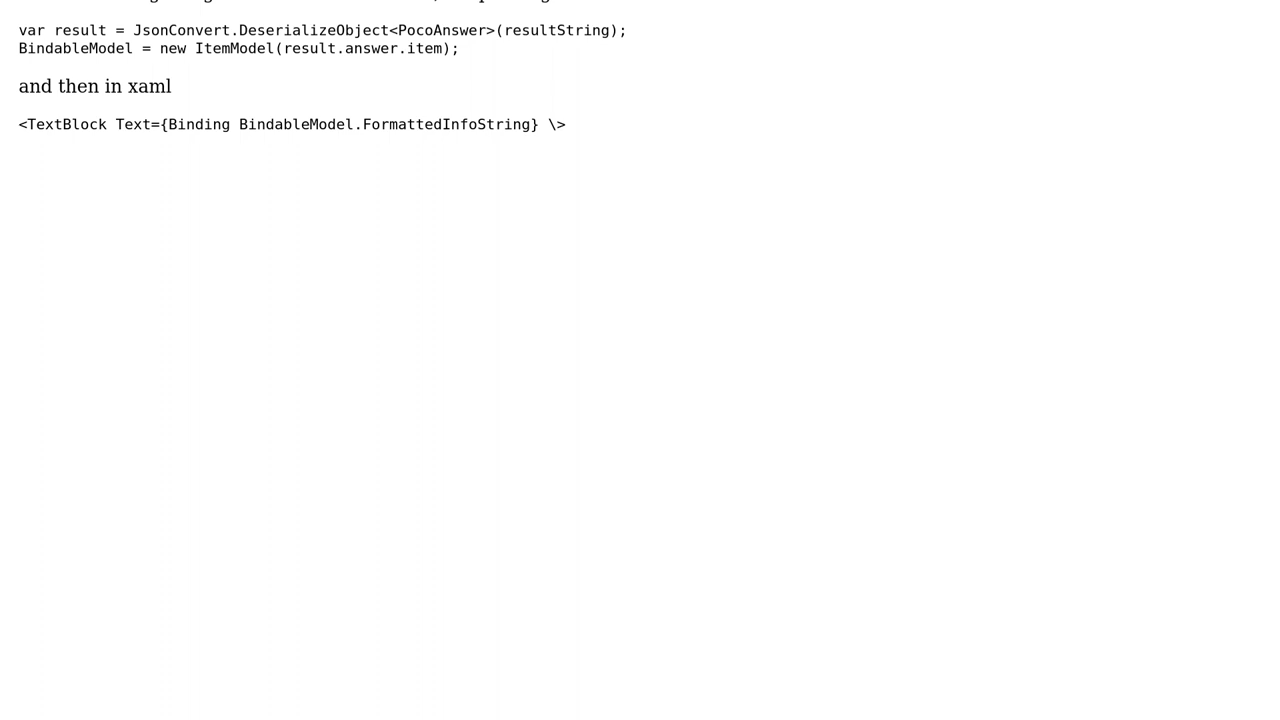 var result = JsonConvert.DeserializeObject<PocoAnswer>(resultString);
BindableModel = new ItemModel(result.answer.item);
and then in xaml
<TextBlock Text={Binding BindableModel.FormattedInfoString} \>